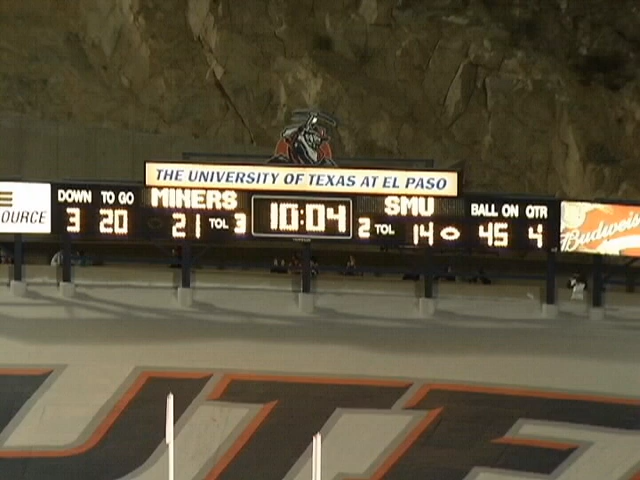 THE UNIVERSITY OF TEXAS AT EL PASO
OURCE
DOWN TO GO MINERS 10:04 SMU BALL ON QTR
3 20 21 TOL 3 2 TOL 14 45 4
Budweis
UTE